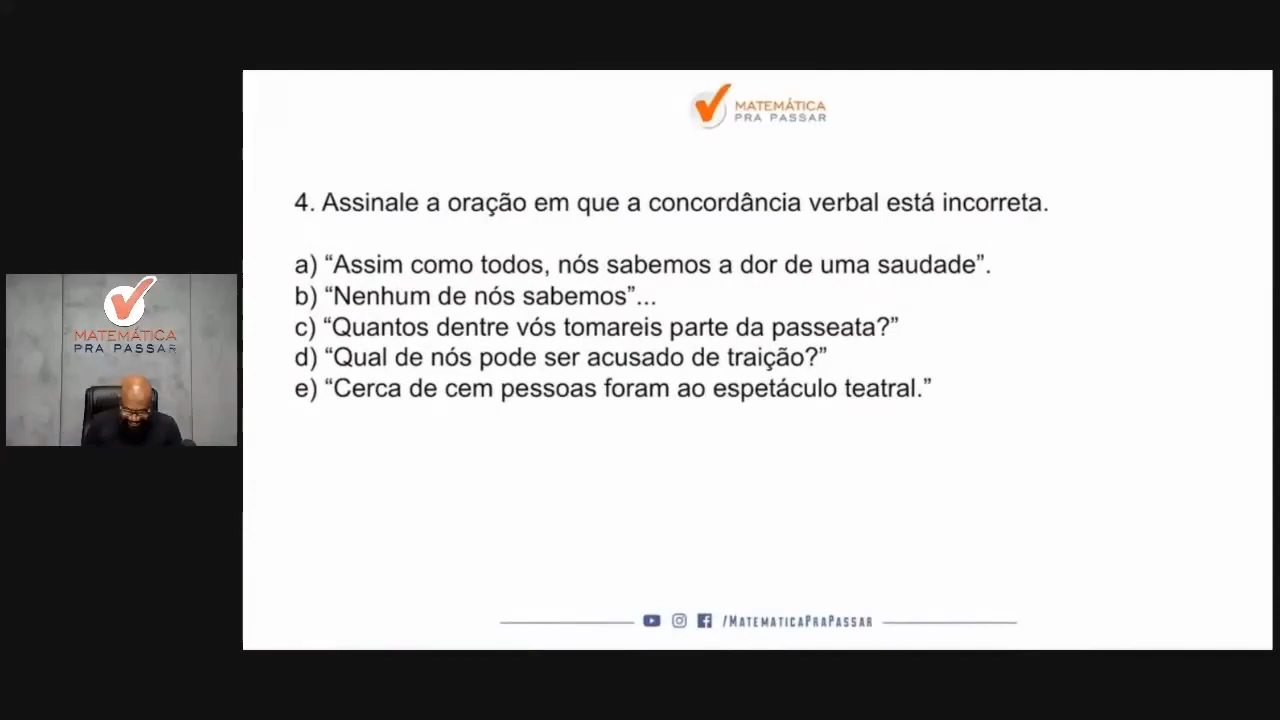 MATEMÁTICA
PRA PASSAR
4. Assinale a oração em que a concordância verbal está incorreta.
a) “Assim como todos, nós sabemos a dor de uma saudade”.
b) “Nenhum de nós sabemos”...
c) “Quantos dentre vós tomareis parte da passeata?”
d) “Qual de nós pode ser acusado de traição?”
e) “Cerca de cem pessoas foram ao espetáculo teatral.”
MATEMÁTICA
PRA PASSAR
/MATEMATICAPRAPASSAR